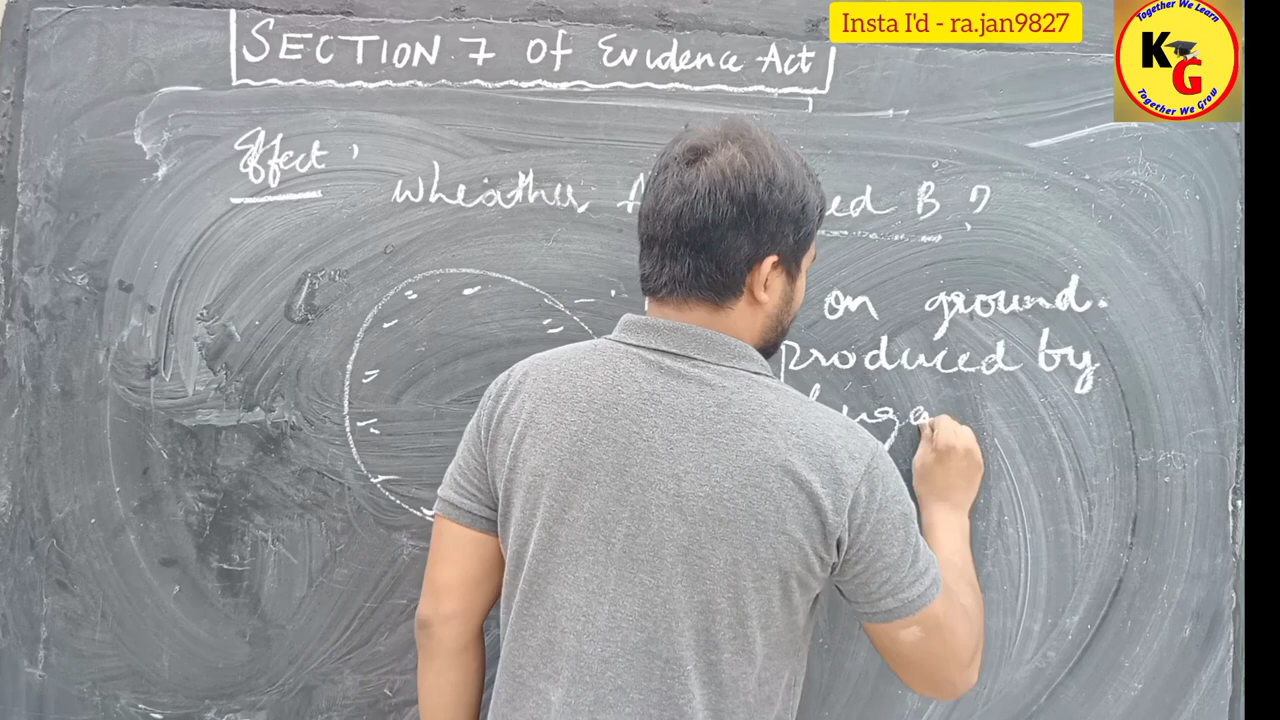 Insta I'd - ra.jan9827
Together We Learn
KG
Together We Grow
SECTION 7 Of Evidence Act
Effect,
Wheather
B ?
on ground.
produced by